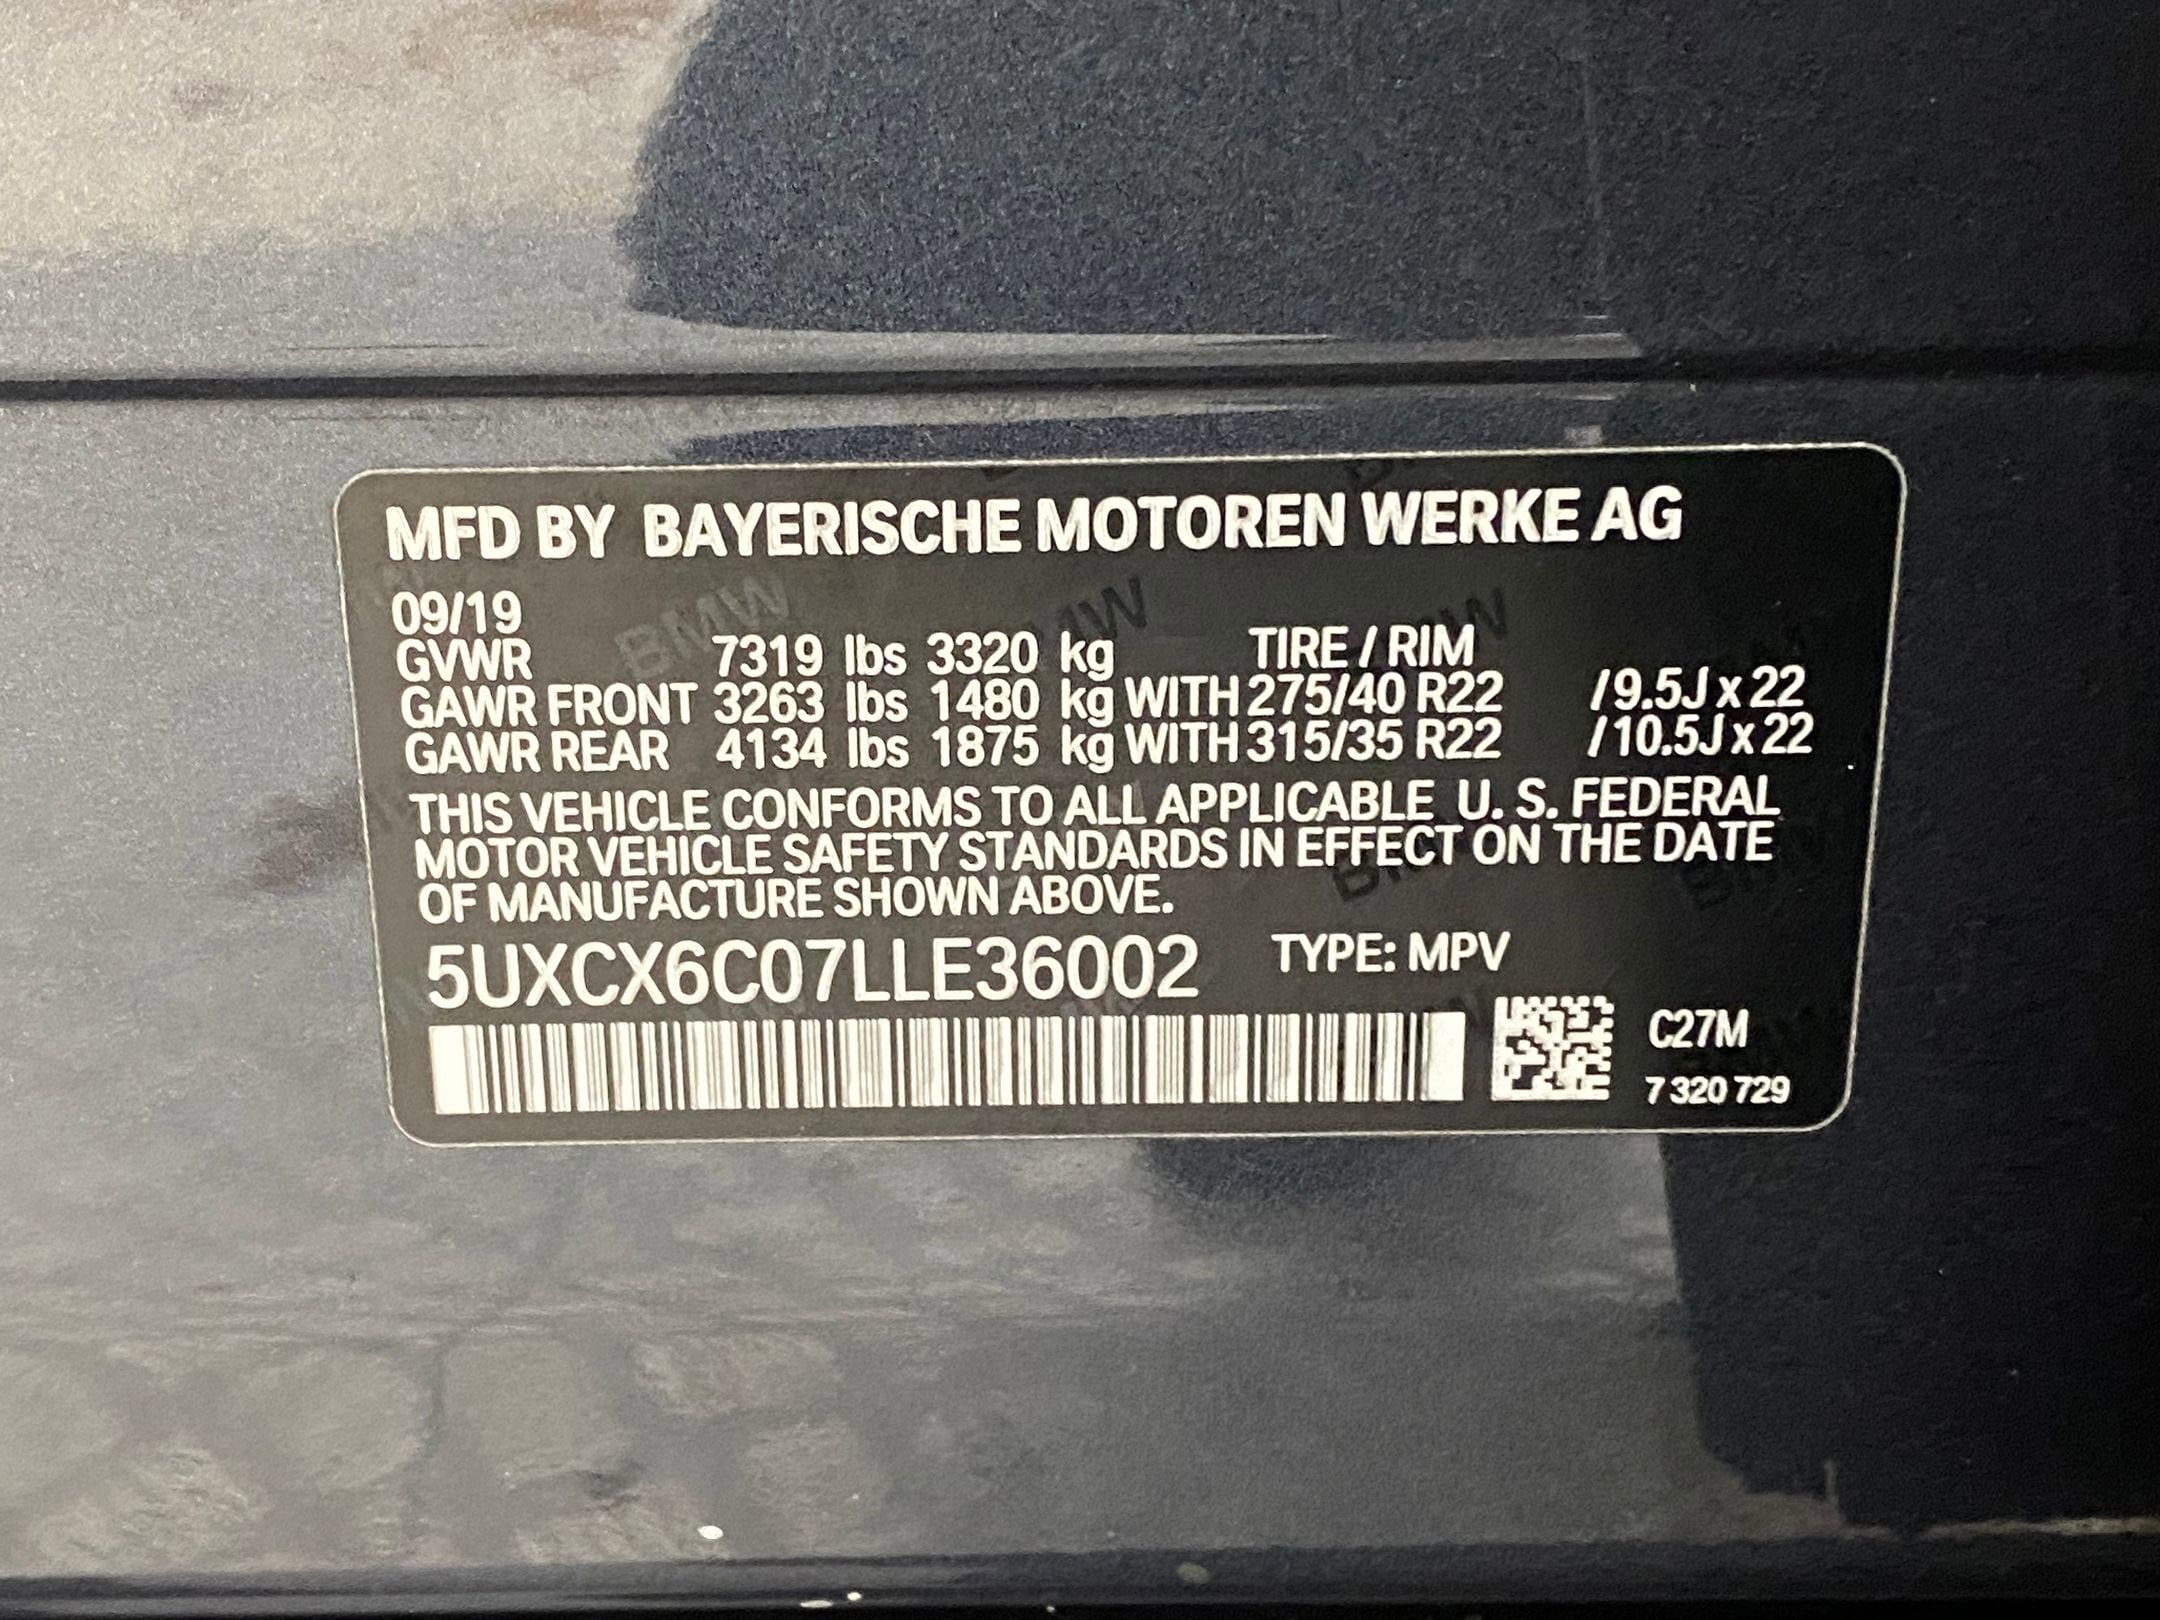 MFD BY BAYERISCHE MOTOREN WERKE AG
09/19
GVWR 7319 lbs 3320 kg TIRE / RIM
GAWR FRONT 3263 lbs 1480 kg WITH 275/40 R22 /9.5J x 22
GAWR REAR 4134 lbs 1875 kg WITH 315/35 R22 /10.5J x 22
THIS VEHICLE CONFORMS TO ALL APPLICABLE U. S. FEDERAL
MOTOR VEHICLE SAFETY STANDARDS IN EFFECT ON THE DATE
OF MANUFACTURE SHOWN ABOVE.
5UXCX6C07LLE36002 TYPE: MPV
C27M
7 320 729